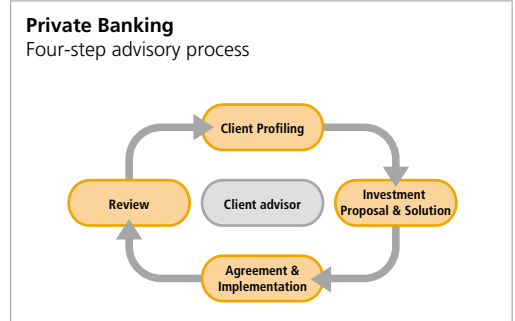 Private Banking
Four-step advisory process
Client Profiling
Review
Client advisor
Investment
Proposal & Solution
Agreement &
Implementation